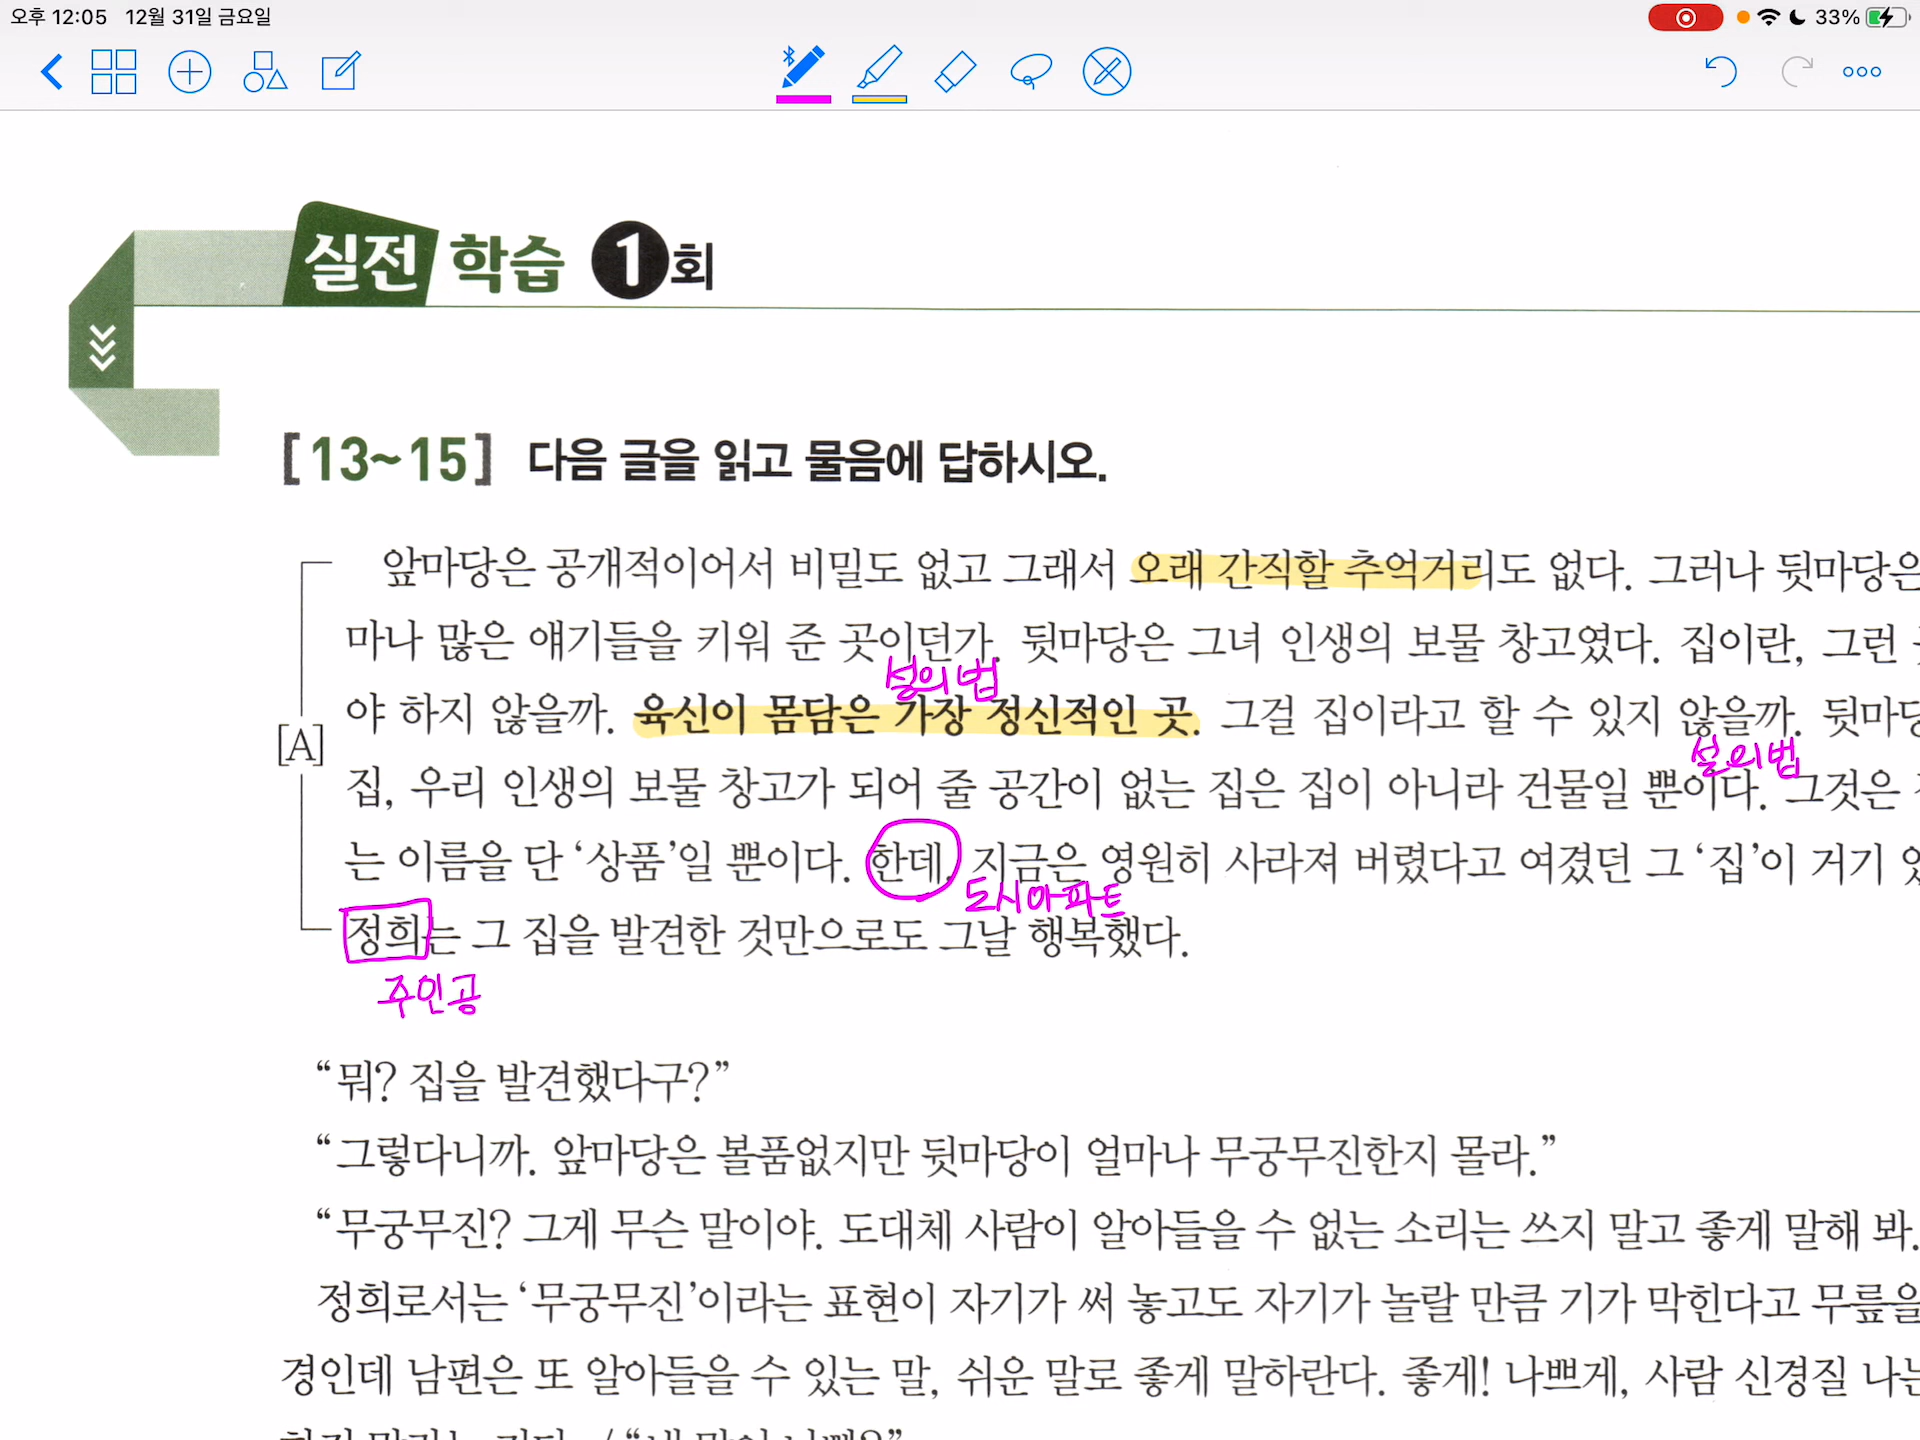 오후 12:05 12월 31일 금요일
33%
실전 학습 1회
[13~15] 다음 글을 읽고 물음에 답하시오.
앞마당은 공개적이어서 비밀도 없고 그래서 오래 간직할 추억거리도 없다. 그러나 뒷마당은
마나 많은 얘기들을 키워 준 곳이던가. 뒷마당은 그녀 인생의 보물 창고였다. 집이란, 그런
설의법
야 하지 않을까. 육신이 몸담은 가장 정신적인 곳. 그걸 집이라고 할 수 있지 않을까. 뒷마당
[A]
설의법
집, 우리 인생의 보물 창고가 되어 줄 공간이 없는 집은 집이 아니라 건물일 뿐이다. 그것은
는 이름을 단 ‘상품’일 뿐이다. 한데, 지금은 영원히 사라져 버렸다고 여겼던 그 ‘집’이 거기
도시아파트
정희는 그 집을 발견한 것만으로도 그날 행복했다.
주인공
“뭐? 집을 발견했다구?”
“그렇다니까. 앞마당은 볼품없지만 뒷마당이 얼마나 무궁무진한지 몰라.”
“무궁무진? 그게 무슨 말이야. 도대체 사람이 알아들을 수 없는 소리는 쓰지 말고 좋게 말해 봐.
정희로서는 ‘무궁무진’이라는 표현이 자기가 써 놓고도 자기가 놀랄 만큼 기가 막힌다고 무릎을
경인데 남편은 또 알아들을 수 있는 말, 쉬운 말로 좋게 말하란다. 좋게! 나쁘게, 사람 신경질 나는